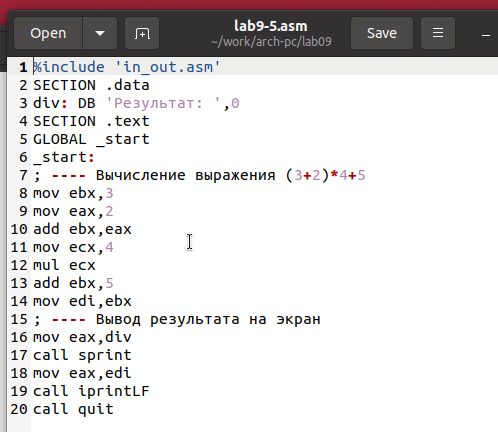 Open
lab9-5.asm
~/work/arch-pc/lab09
Save
1 %include 'in_out.asm'
2 SECTION .data
3 div: DB 'Результат: ',0
4 SECTION .text
5 GLOBAL _start
6 _start:
7 ; ---- Вычисление выражения (3+2)*4+5
8 mov ebx,3
9 mov eax,2
10 add ebx,eax
11 mov ecx,4
12 mul ecx
13 add ebx,5
14 mov edi,ebx
15 ; ---- Вывод результата на экран
16 mov eax,div
17 call sprint
18 mov eax,edi
19 call iprintLF
20 call quit